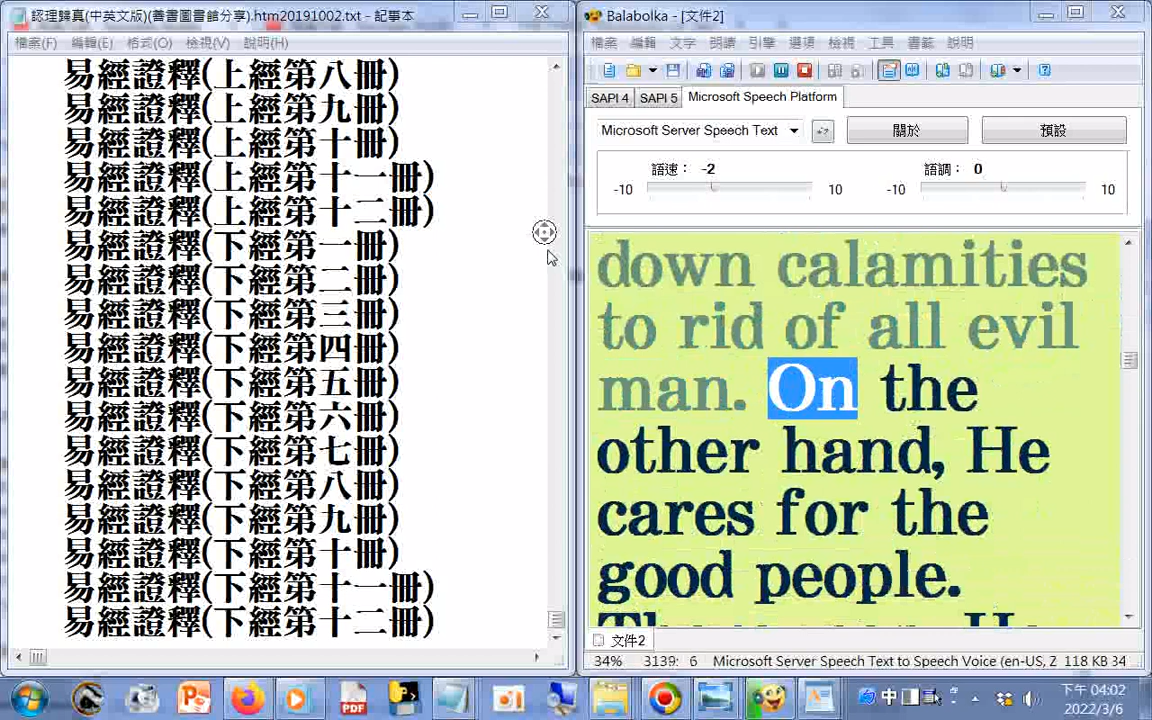 認理歸真(中英文版)(善書圖書館分享).htm20191002.txt - 記事本
檔案(F) 編輯(E) 格式(O) 檢視(V) 說明(H)
易經證釋(上經第八冊)
易經證釋(上經第九冊)
易經證釋(上經第十冊)
易經證釋(上經第十一冊)
易經證釋(上經第十二冊)
易經證釋(下經第一冊)
易經證釋(下經第二冊)
易經證釋(下經第三冊)
易經證釋(下經第四冊)
易經證釋(下經第五冊)
易經證釋(下經第六冊)
易經證釋(下經第七冊)
易經證釋(下經第八冊)
易經證釋(下經第九冊)
易經證釋(下經第十冊)
易經證釋(下經第十一冊)
易經證釋(下經第十二冊)
Balabolka - [文件2]
檔案 編輯 文字 朗讀 引擎 選項 檢視 工具 書籤 說明
SAPI 4 SAPI 5 Microsoft Speech Platform
Microsoft Server Speech Text 關於 預設
語速： -2 語調： 0
-10 10 -10 10
down calamities
to rid of all evil
man. On the
other hand, He
cares for the
good people.
文件2
34% 3139: 6 Microsoft Server Speech Text to Speech Voice (en-US, Z 118 KB 34
中 下午 04:02
2022/3/6